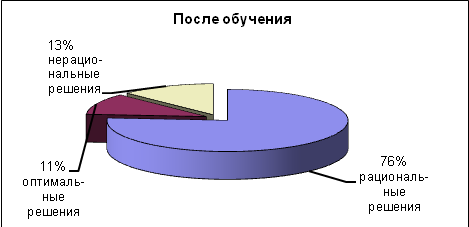 После обучения
13%
нерацио-
нальные
решения
11%
оптималь-
ные
решения
76%
рациональ-
ные
решения